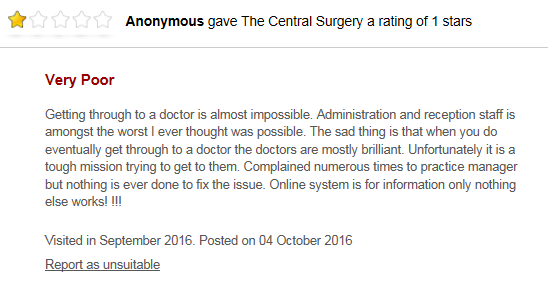 Anonymous gave The Central Surgery a rating of 1 stars
Very Poor
Getting through to a doctor is almost impossible. Administration and reception staff is
amongst the worst I ever thought was possible. The sad thing is that when you do
eventually get through to a doctor the doctors are mostly brilliant. Unfortunately it is a
tough mission trying to get to them. Complained numerous times to practice manager
but nothing is ever done to fix the issue. Online system is for information only nothing
else works! !!!
Visited in September 2016. Posted on 04 October 2016
Report as unsuitable